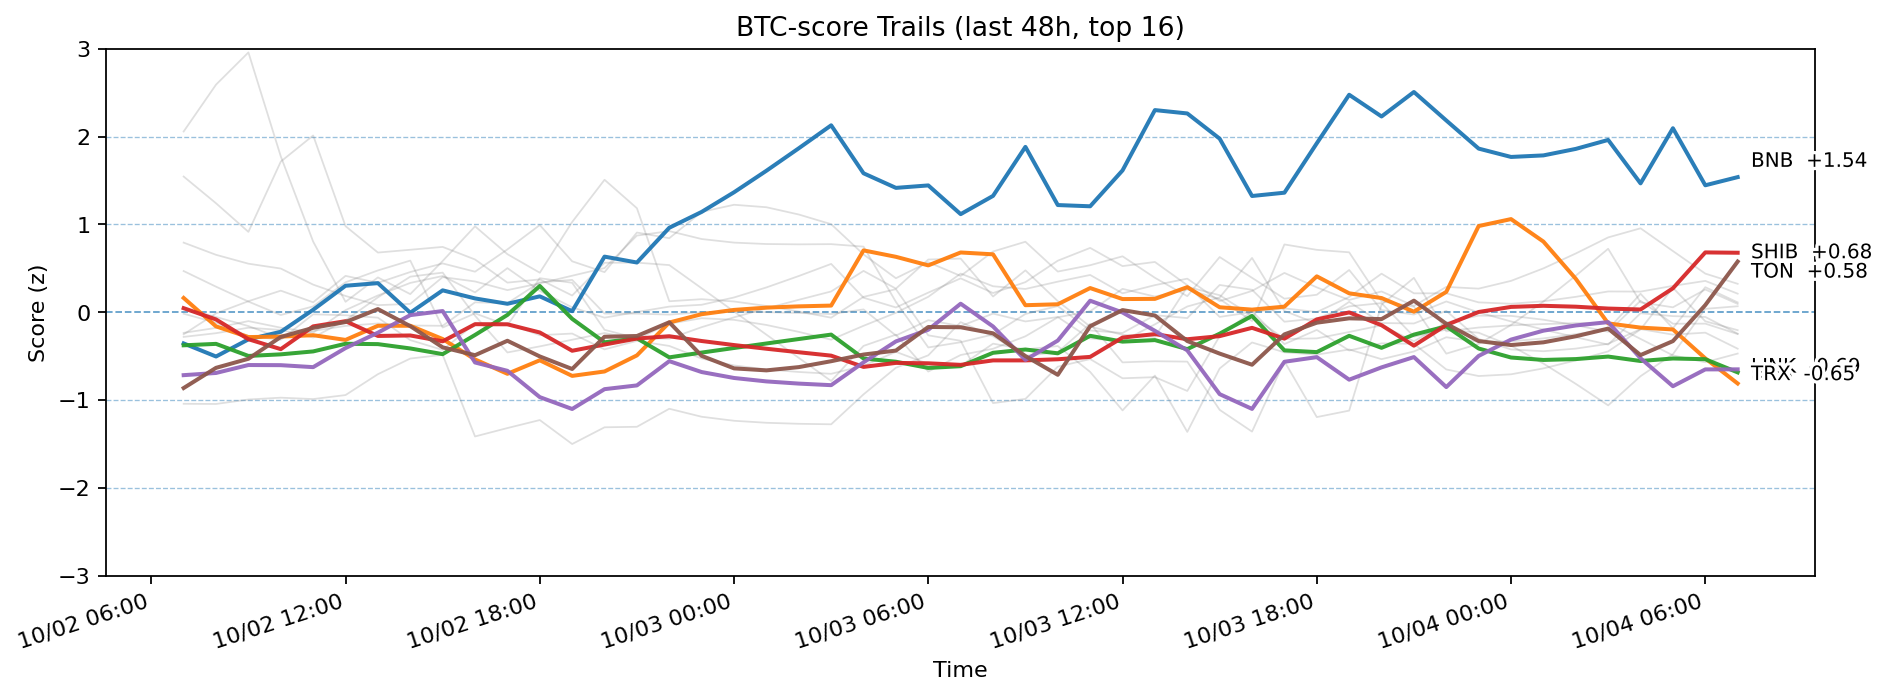 BTC-score Trails (last 48h, top 16)
3
2
1
0
−1
−2
−3
Score (z)
BNB +1.54
SHIB +0.68
TON +0.58
TRX -0.65
10/02 06:00
10/02 12:00
10/02 18:00
10/03 00:00
10/03 06:00
10/03 12:00
10/03 18:00
10/04 00:00
10/04 06:00
Time